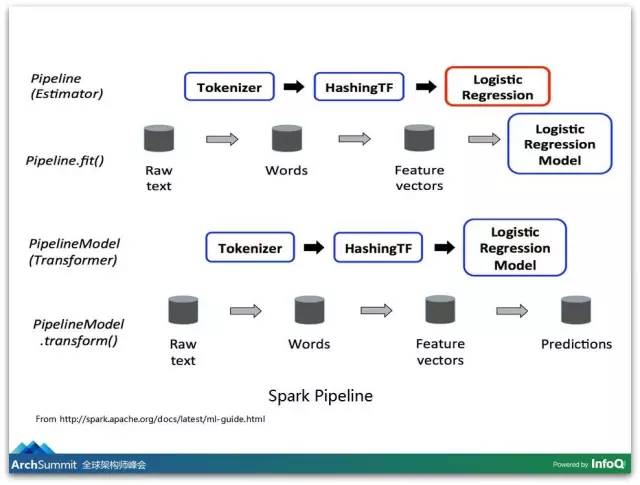 Pipeline
(Estimator)
Tokenizer
HashingTF
Logistic
Regression
Pipeline.fit()
Raw
text
Words
Feature
vectors
Logistic
Regression
Model
PipelineModel
(Transformer)
Tokenizer
HashingTF
Logistic
Regression
Model
PipelineModel
.transform()
Raw
text
Words
Feature
vectors
Predictions
Spark Pipeline
From http://spark.apache.org/docs/latest/ml-guide.html
ArchSummit 全球架构师峰会
Powered by InfoQ